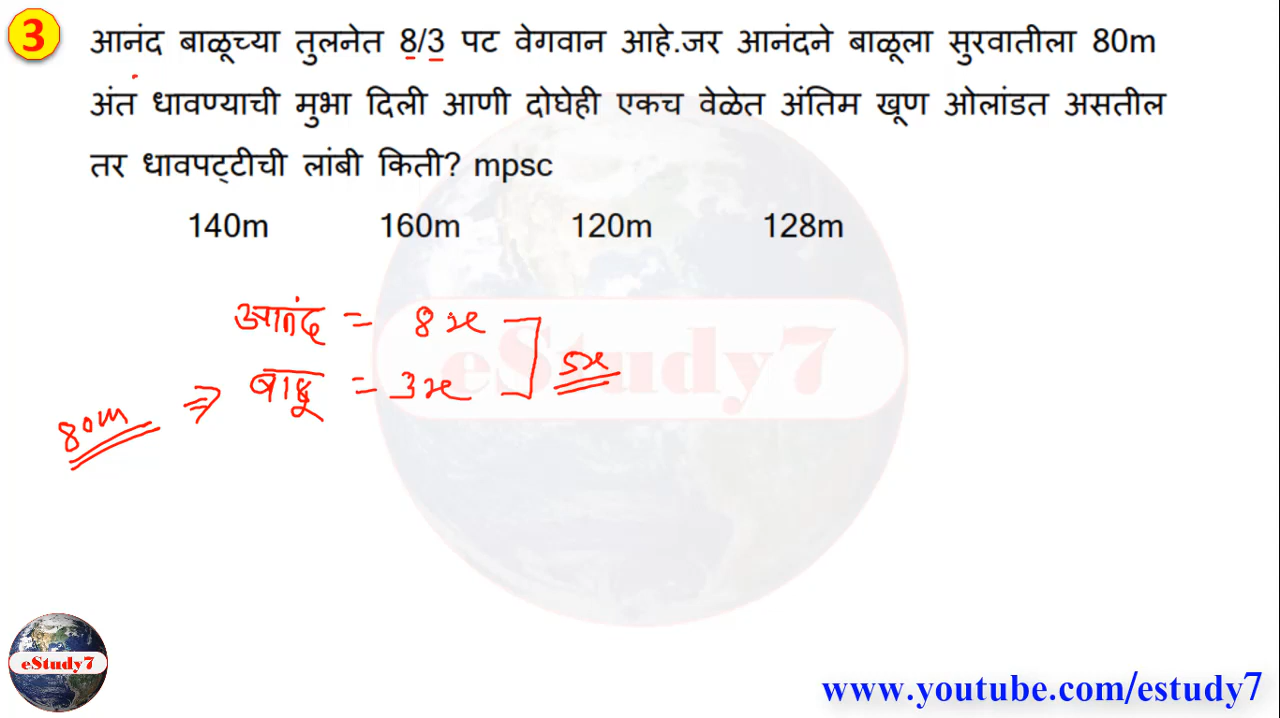 3
आनंद बाळूच्या तुलनेत 8/3 पट वेगवान आहे.जर आनंदने बाळूला सुरवातीला 80m
अंत धावण्याची मुभा दिली आणी दोघेही एकच वेळेत अंतिम खूण ओलांडत असतील
तर धावपट्टीची लांबी किती? mpsc
140m 160m 120m 128m
आनंद = 8x
5x
80m ⇒ बाळू = 3x
eStudy7
eStudy7
www.youtube.com/estudy7